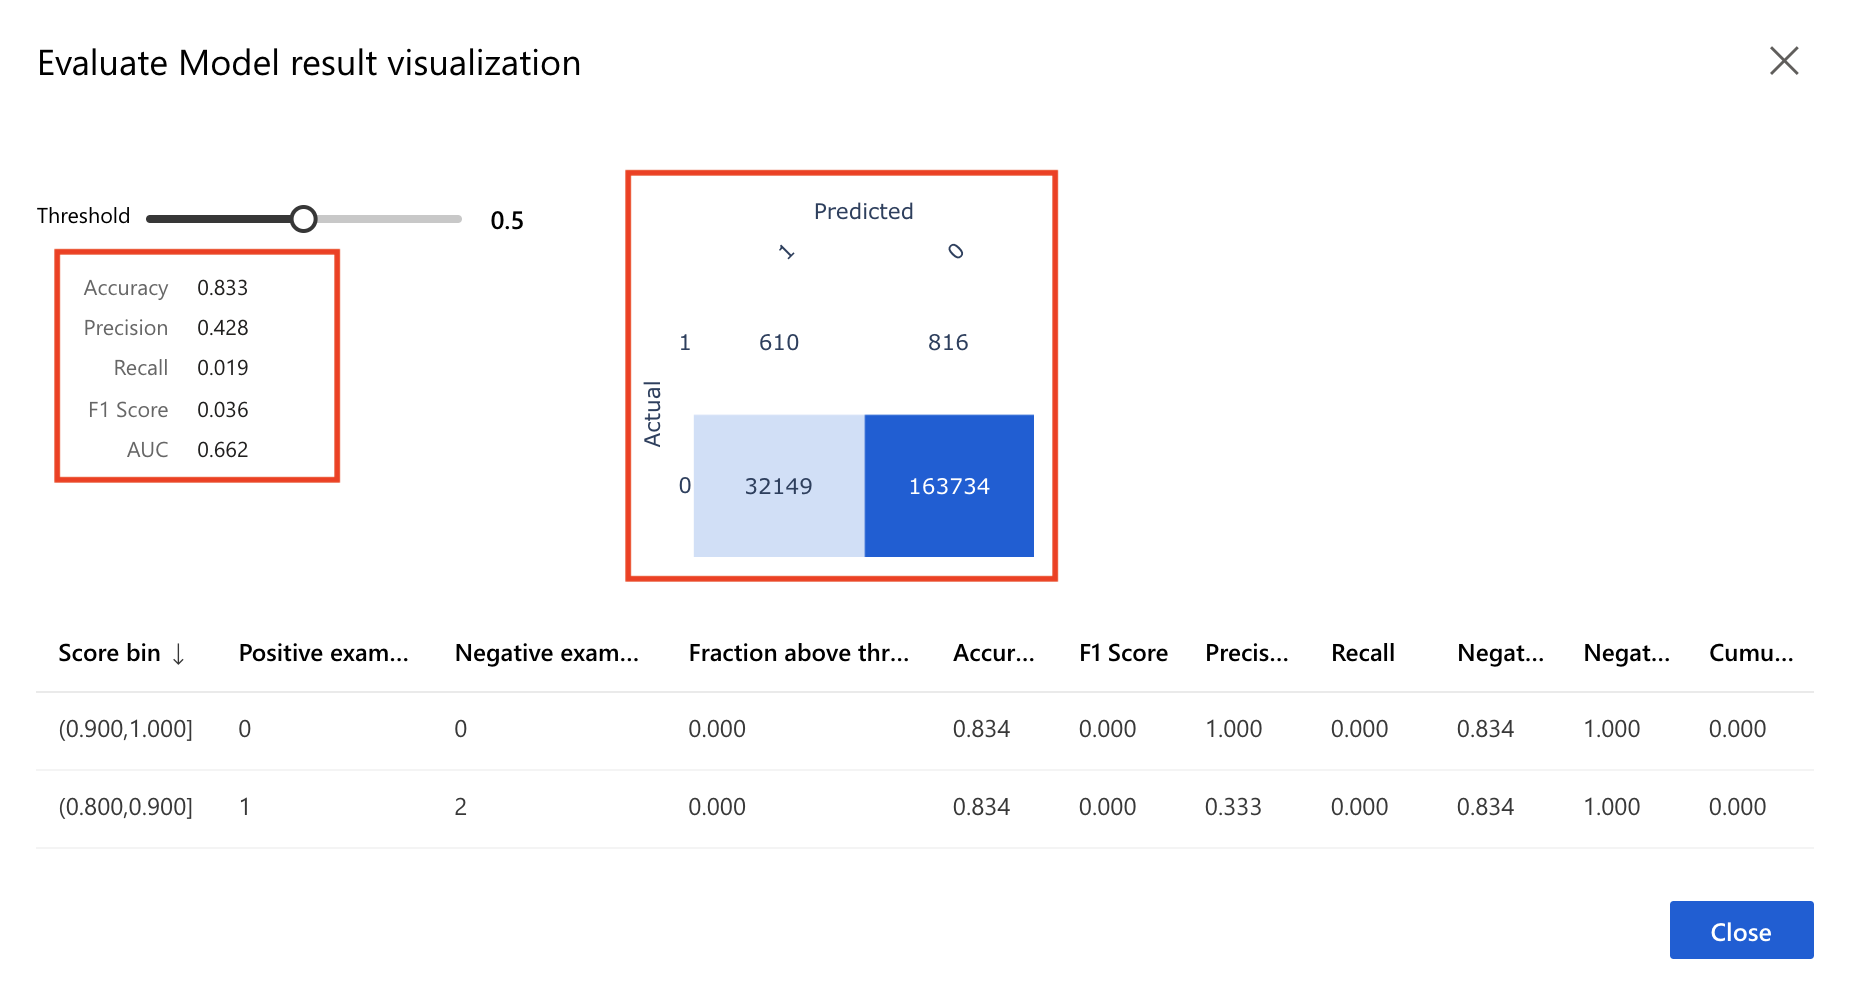 Evaluate Model result visualization
Threshold 0.5
Accuracy 0.833
Precision 0.428
Recall 0.019
F1 Score 0.036
AUC 0.662
Predicted
1 0
Actual
1 610 816
0 32149 163734
Score bin ↓ Positive exam... Negative exam... Fraction above thr... Accur... F1 Score Precis... Recall Negat... Negat... Cumu...
(0.900,1.000] 0 0 0.000 0.834 0.000 1.000 0.000 0.834 1.000 0.000
(0.800,0.900] 1 2 0.000 0.834 0.000 0.333 0.000 0.834 1.000 0.000
Close